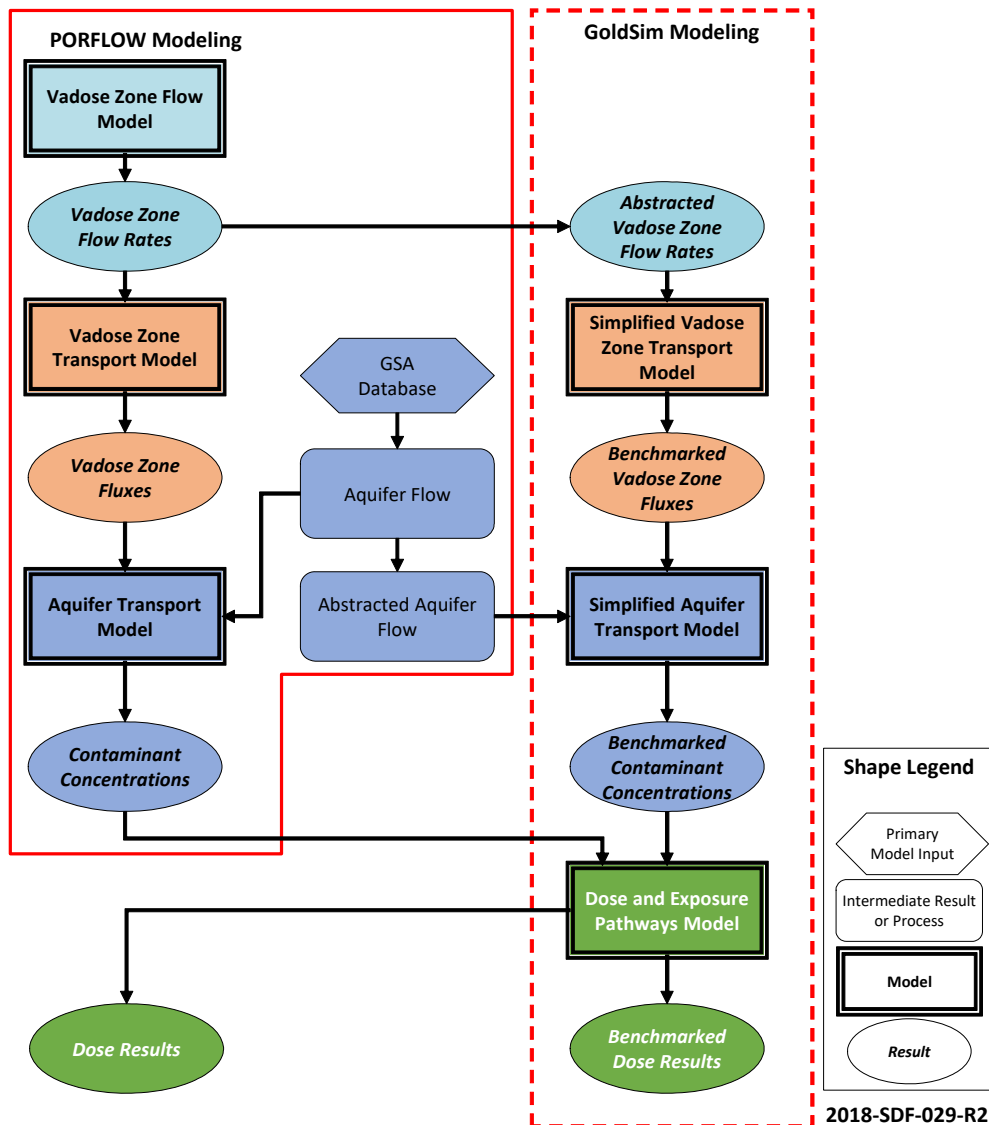 PORFLOW Modeling
Vadose Zone Flow
Model
Vadose Zone
Flow Rates
Vadose Zone
Transport Model
Vadose Zone
Fluxes
Aquifer Transport
Model
Contaminant
Concentrations
Dose Results
GSA
Database
Aquifer Flow
Abstracted Aquifer
Flow
GoldSim Modeling
Abstracted
Vadose Zone
Flow Rates
Simplified Vadose
Zone Transport
Model
Benchmarked
Vadose Zone
Fluxes
Simplified Aquifer
Transport Model
Benchmarked
Contaminant
Concentrations
Dose and Exposure
Pathways Model
Benchmarked
Dose Results
Shape Legend
Primary
Model Input
Intermediate Result
or Process
Model
Result
2018-SDF-029-R2